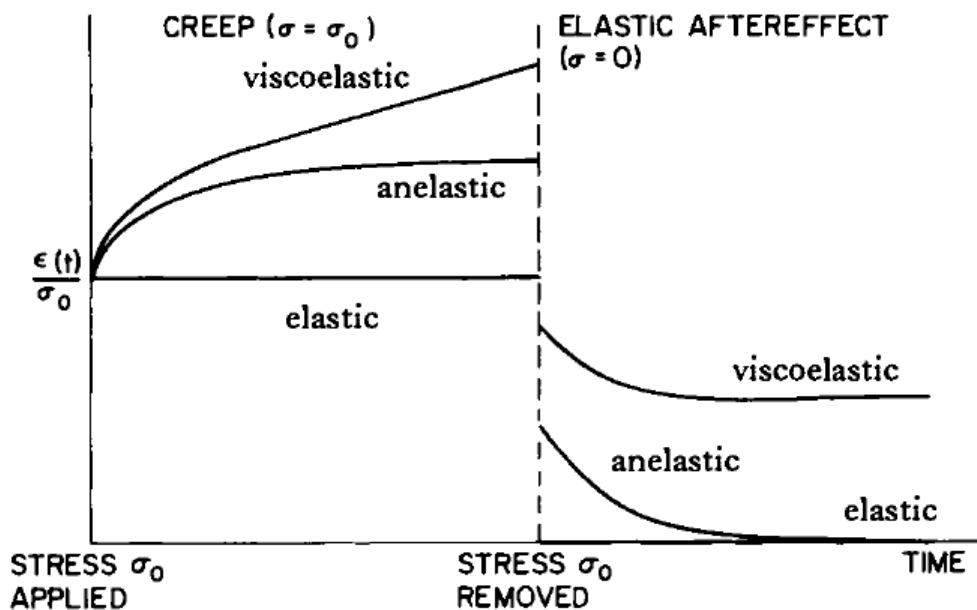 CREEP (σ = σ₀)
ELASTIC AFTEREFFECT
(σ = 0)
viscoelastic
anelastic
ϵ(t)
σ₀
elastic
viscoelastic
anelastic
elastic
STRESS σ₀
APPLIED
STRESS σ₀
REMOVED
TIME